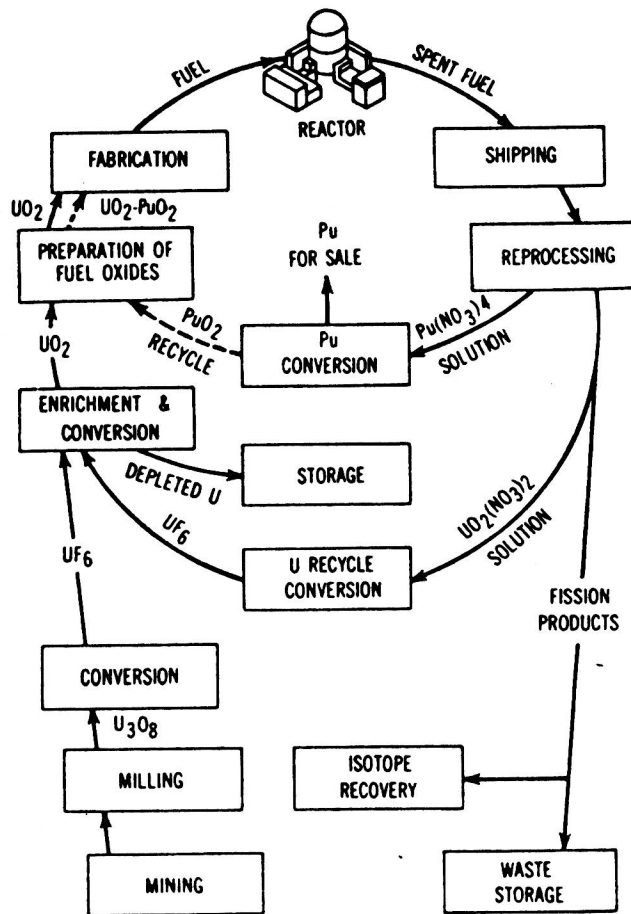 FUEL
SPENT FUEL
REACTOR
FABRICATION
SHIPPING
UO2
UO2-PuO2
Pu
FOR SALE
PREPARATION OF
FUEL OXIDES
REPROCESSING
PuO2
RECYCLE
Pu(NO3)4
SOLUTION
Pu
CONVERSION
UO2
ENRICHMENT &
CONVERSION
DEPLETED U
STORAGE
UO2(NO3)2
SOLUTION
UF6
U RECYCLE
CONVERSION
UF6
FISSION
PRODUCTS
CONVERSION
U3O8
MILLING
ISOTOPE
RECOVERY
MINING
WASTE
STORAGE